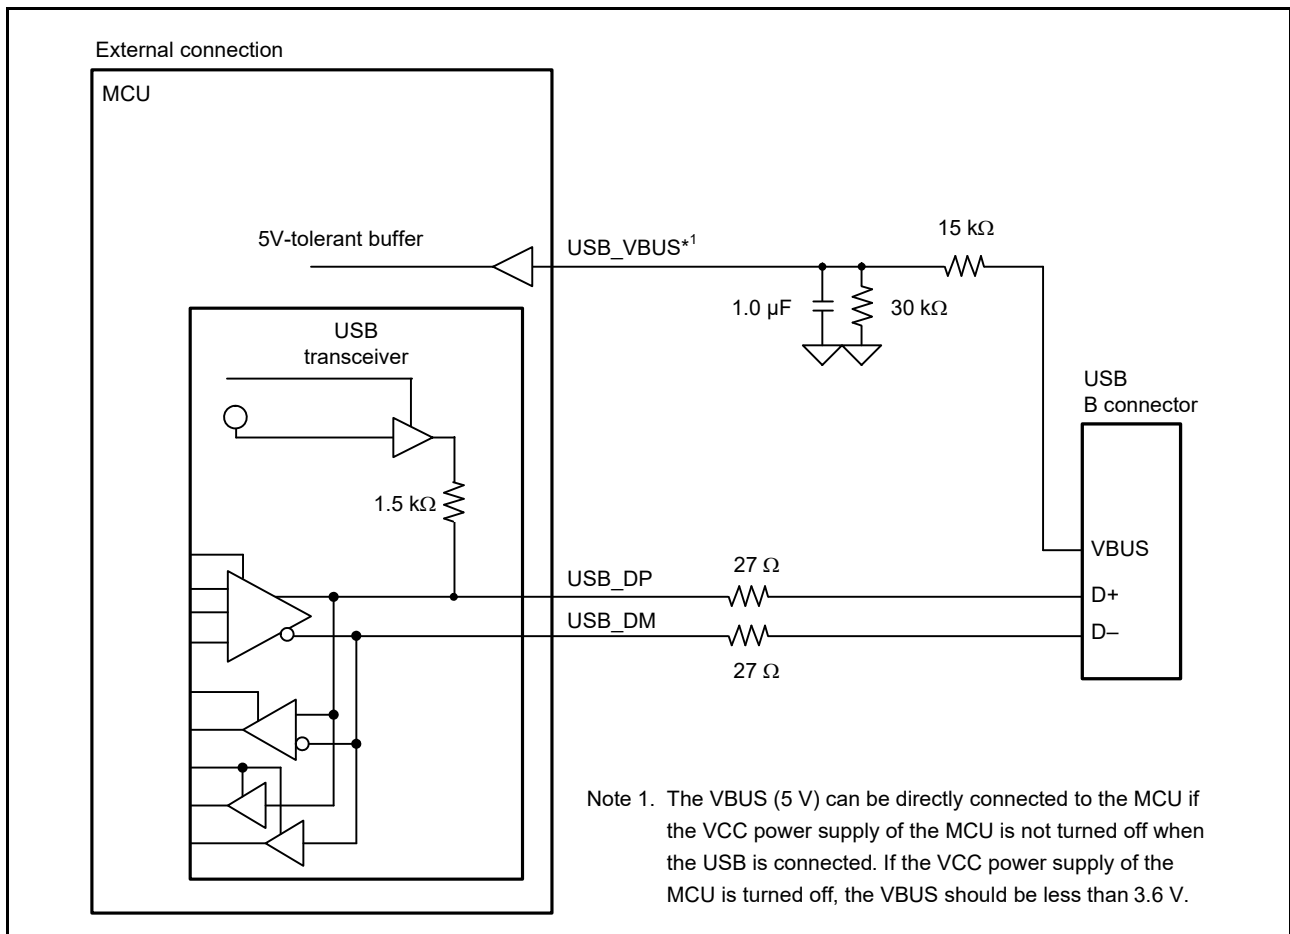 External connection
MCU
5V-tolerant buffer
USB_VBUS*1
15 kΩ
1.0 µF
30 kΩ
USB
transceiver
USB
B connector
1.5 kΩ
VBUS
27 Ω
USB_DP
D+
USB_DM
D–
27 Ω
Note 1. The VBUS (5 V) can be directly connected to the MCU if
the VCC power supply of the MCU is not turned off when
the USB is connected. If the VCC power supply of the
MCU is turned off, the VBUS should be less than 3.6 V.